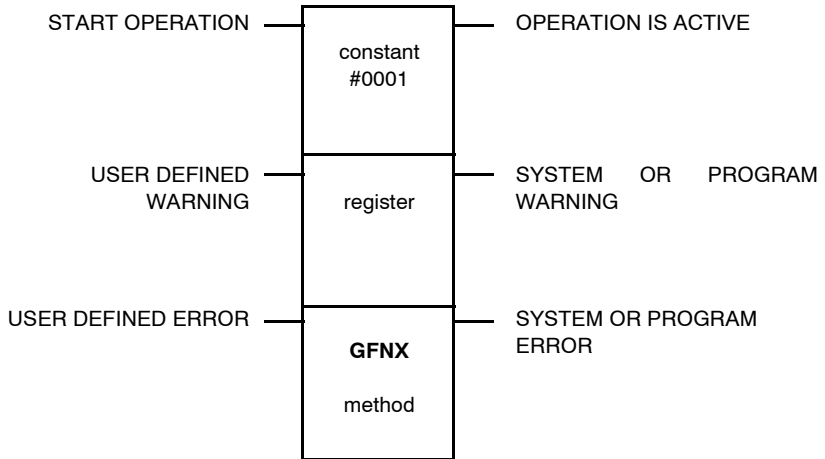 START OPERATION
constant
#0001
OPERATION IS ACTIVE
USER DEFINED
WARNING
register
SYSTEM OR PROGRAM
WARNING
USER DEFINED ERROR
GFNX
method
SYSTEM OR PROGRAM
ERROR